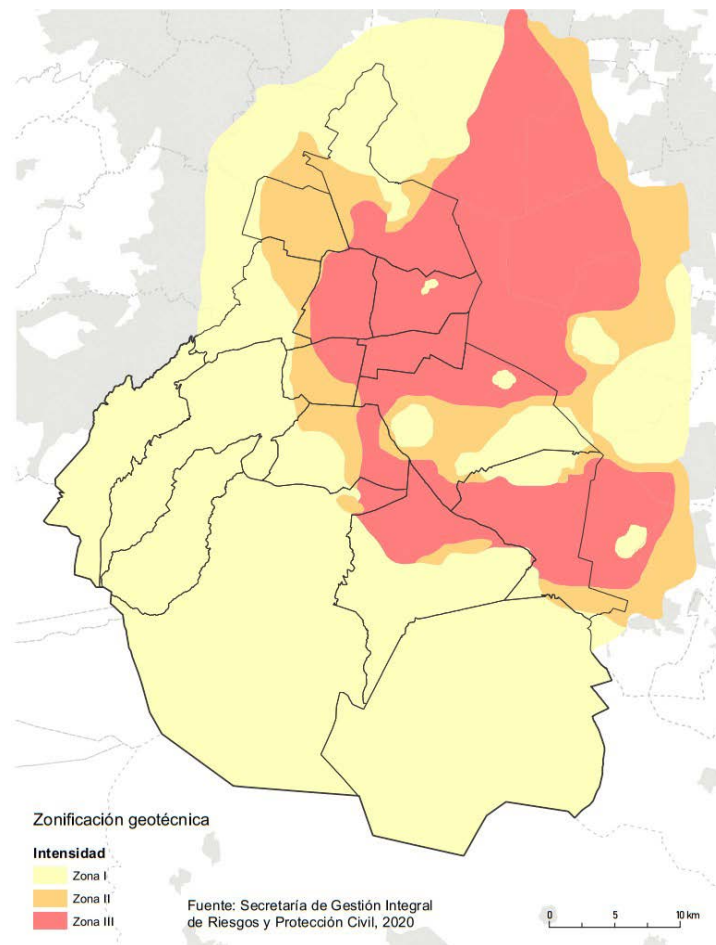 Zonificación geotécnica
Intensidad
Zona I
Zona II
Zona III
Fuente: Secretaría de Gestión Integral
de Riesgos y Protección Civil, 2020
0 5 10 km